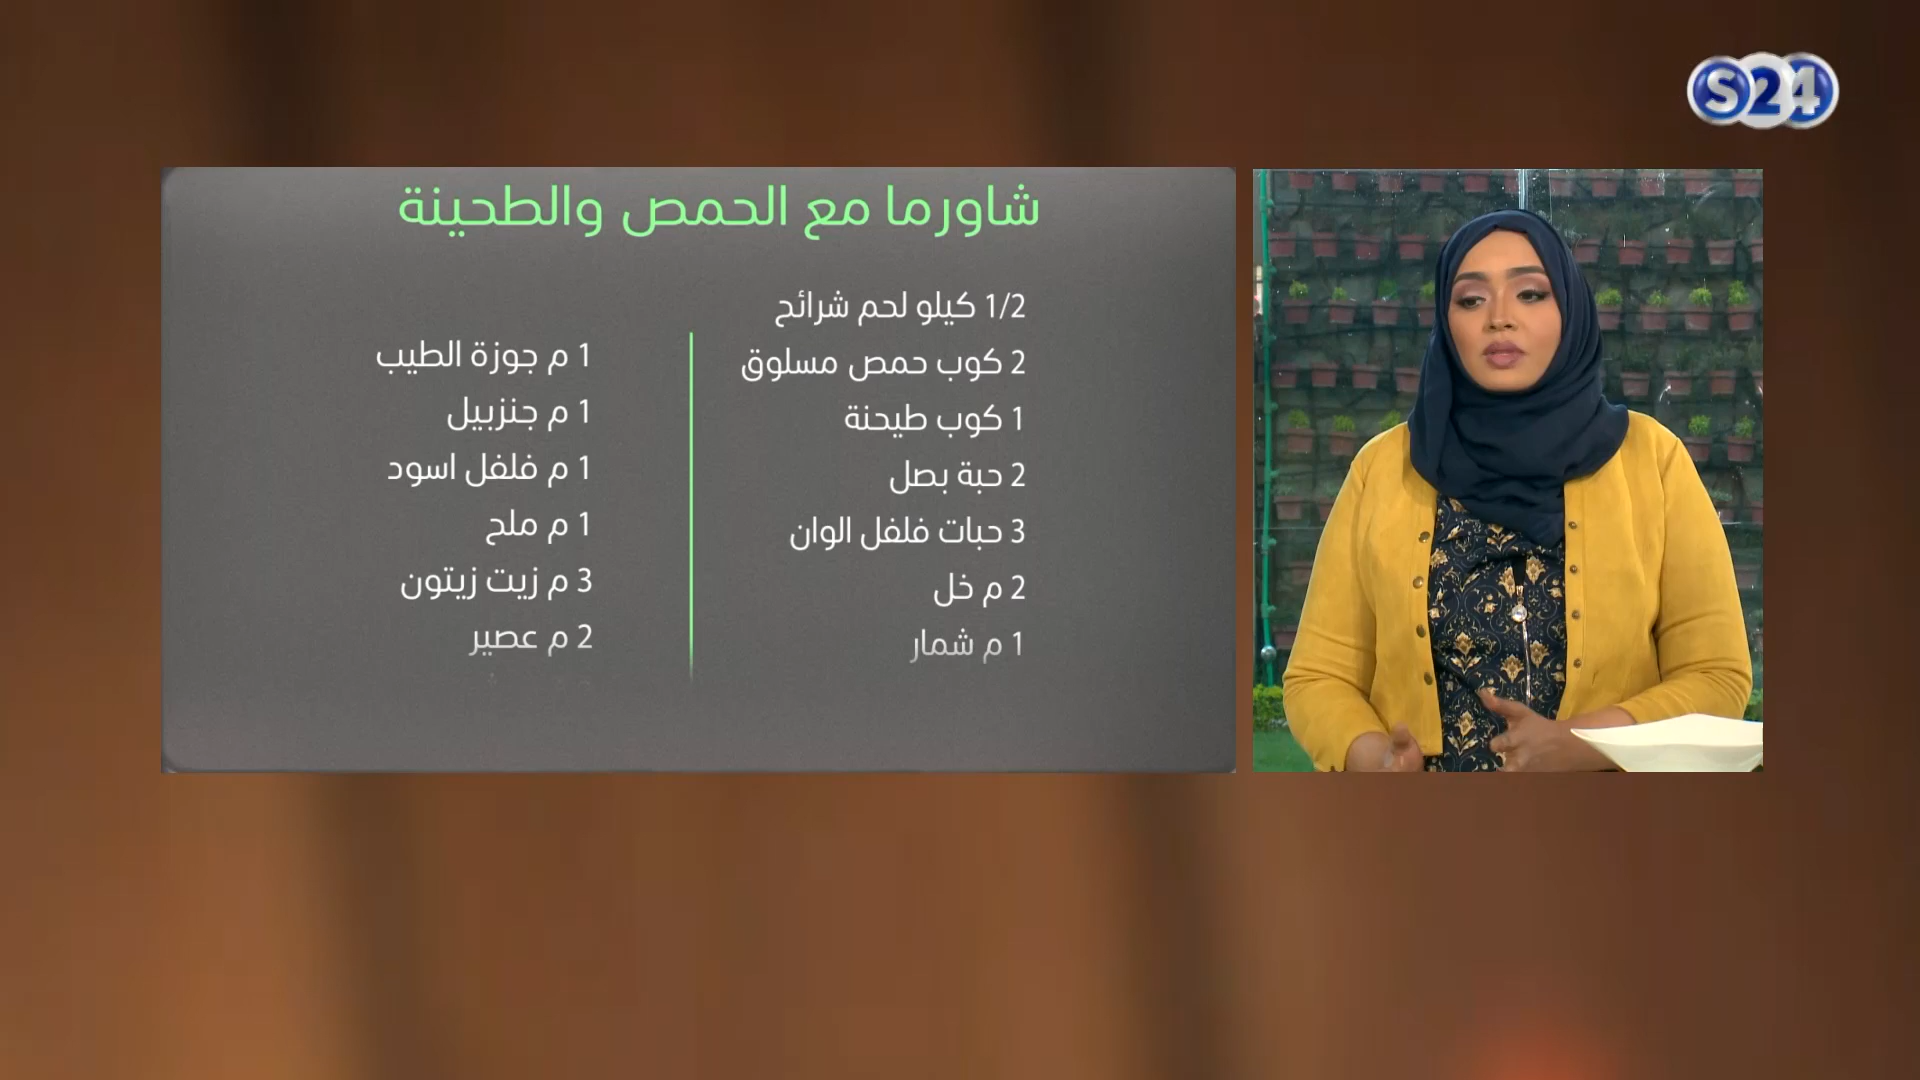 S24
شاورما مع الحمص والطحينة
1/2 كيلو لحم شرائح
2 كوب حمص مسلوق
1 كوب طيحنة
2 حبة بصل
3 حبات فلفل الوان
2 م خل
1 م شمار
1 م جوزة الطيب
1 م جنزبيل
1 م فلفل اسود
1 م ملح
3 م زيت زيتون
2 م عصير